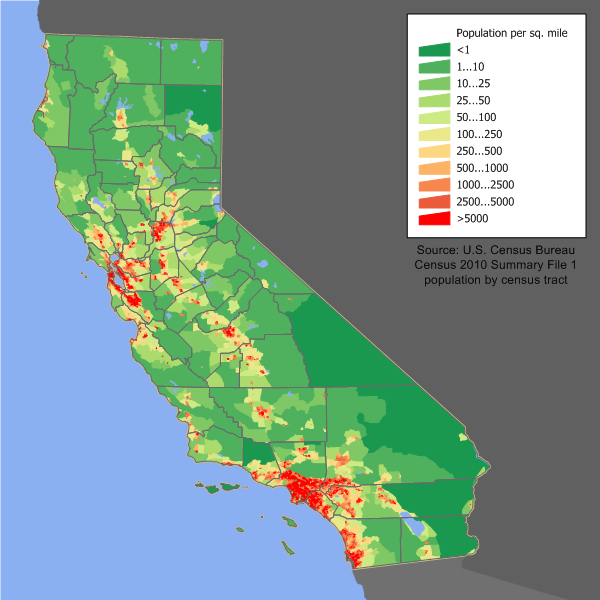 Population per sq. mile
<1
1...10
10...25
25...50
50...100
100...250
250...500
500...1000
1000...2500
2500...5000
>5000
Source: U.S. Census Bureau
Census 2010 Summary File 1
population by census tract